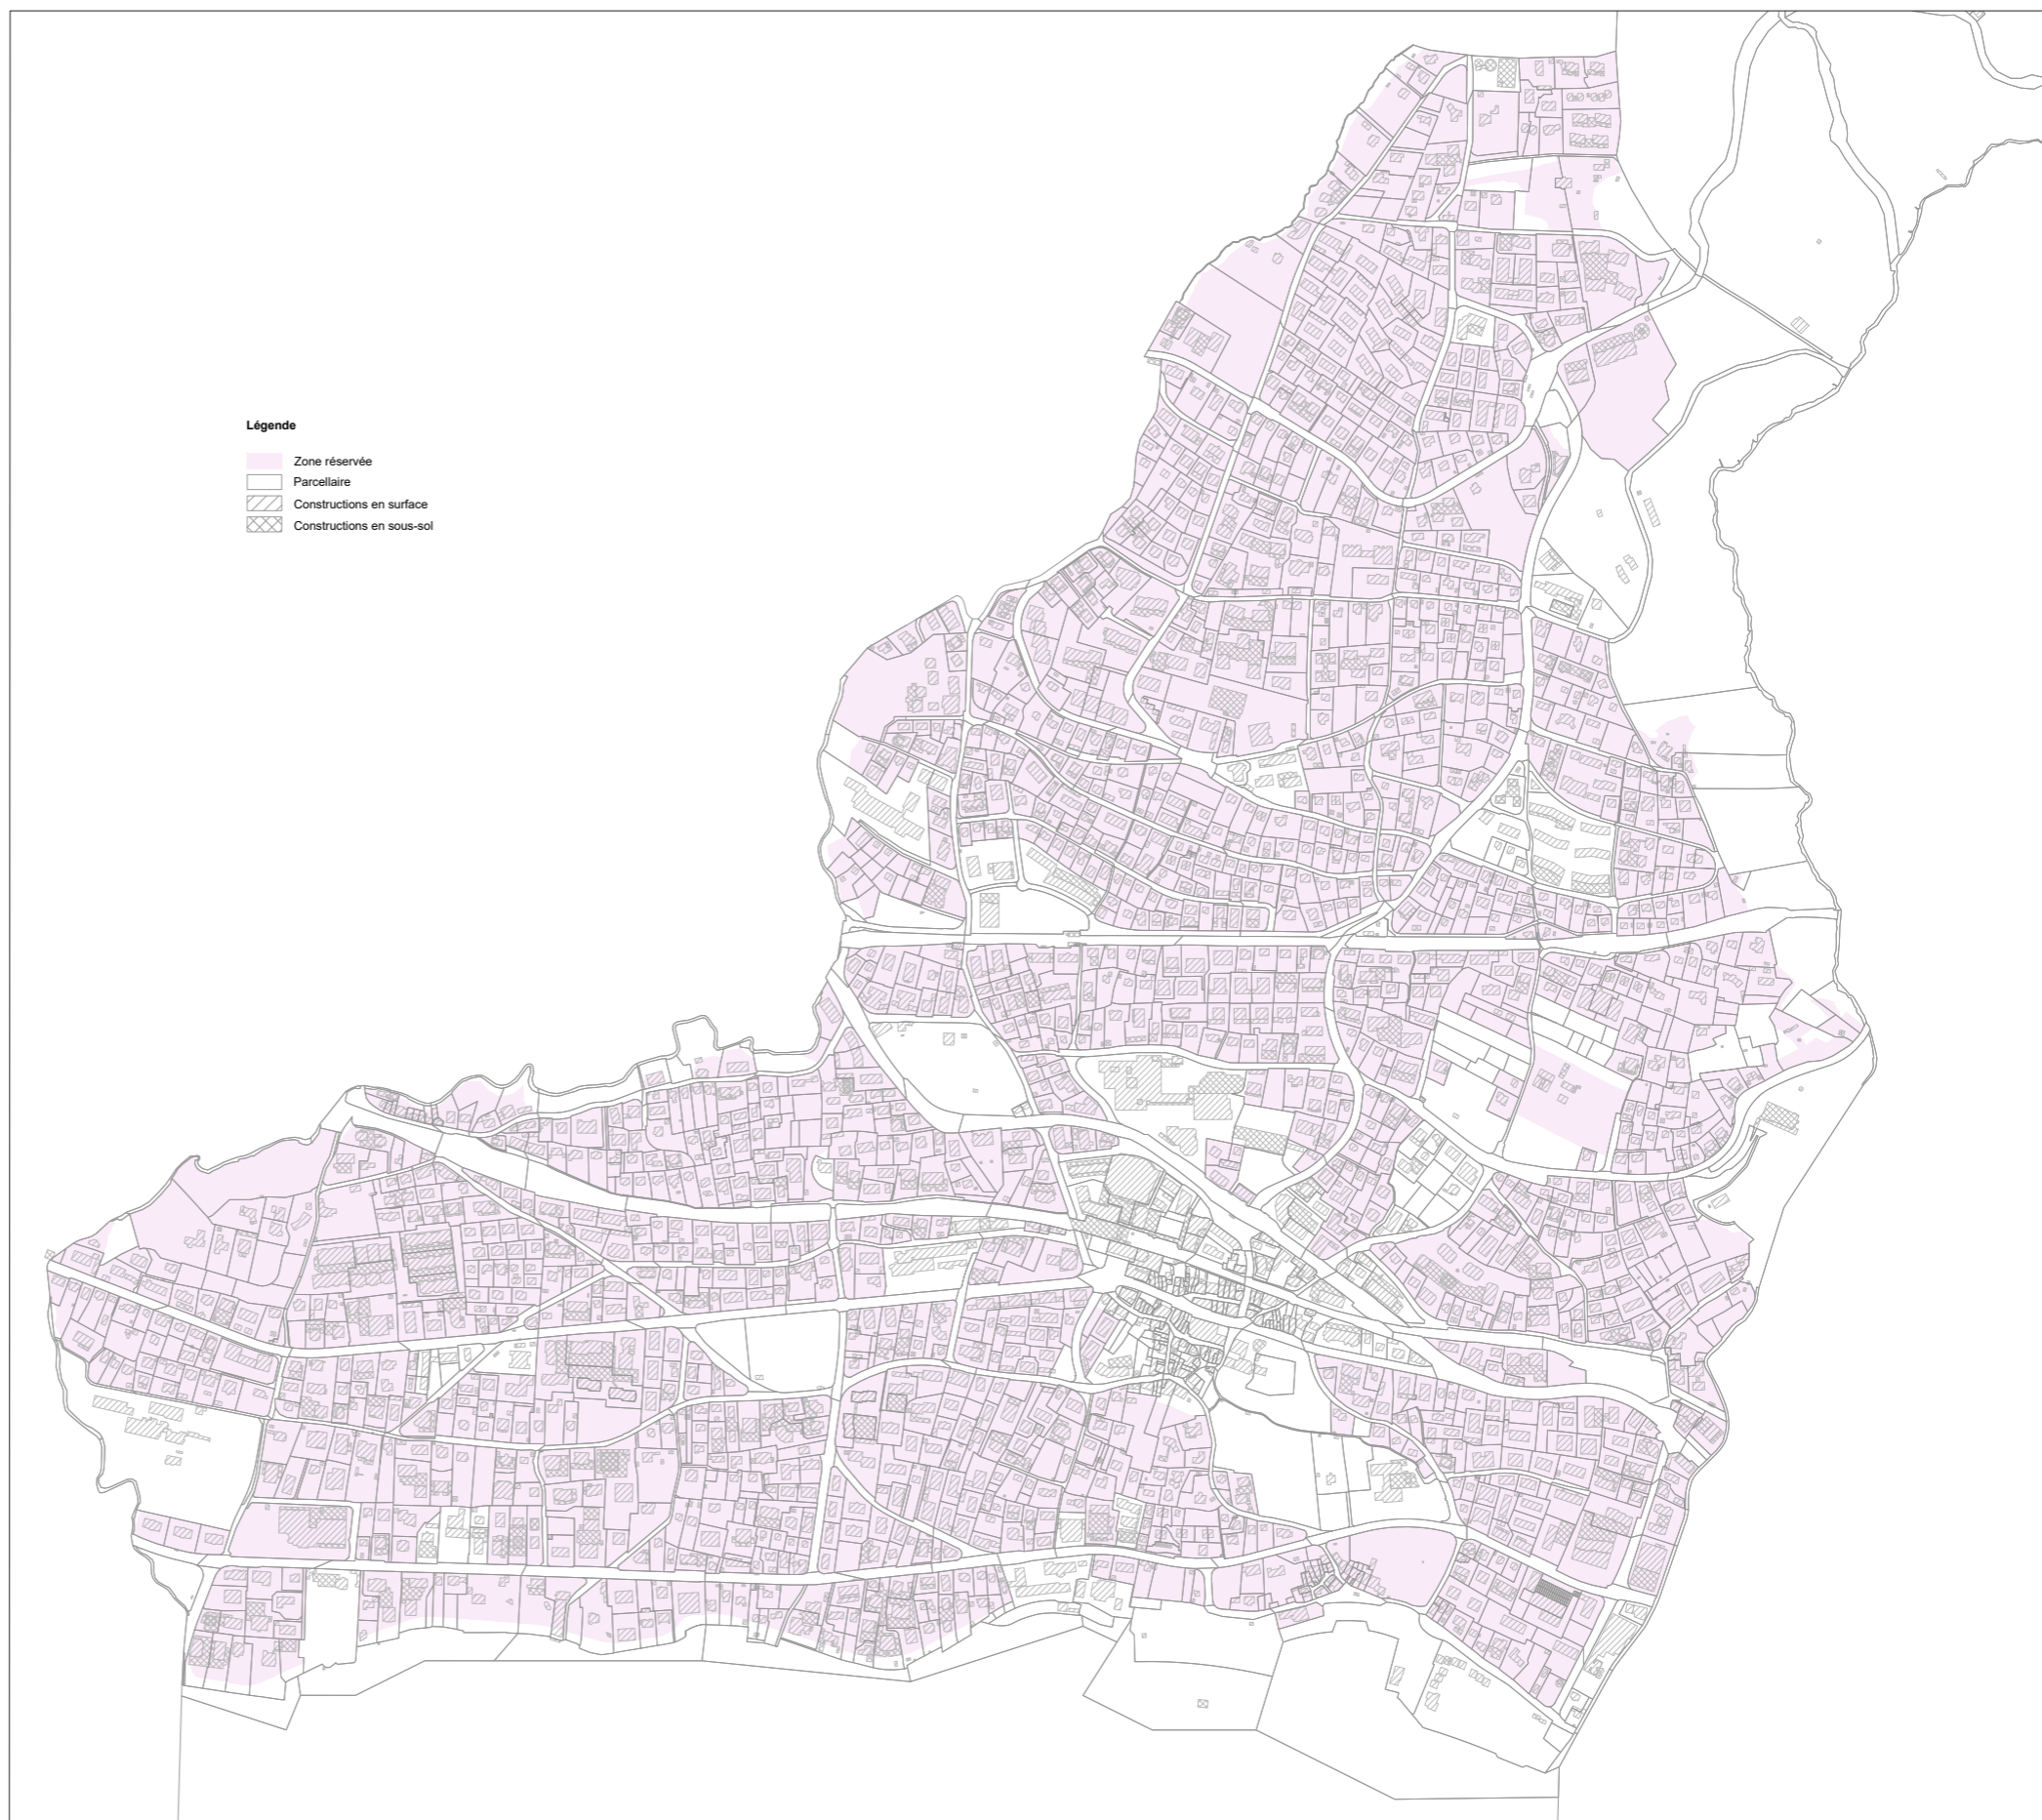 Légende
Zone réservée
Parcellaire
Constructions en surface
Constructions en sous-sol